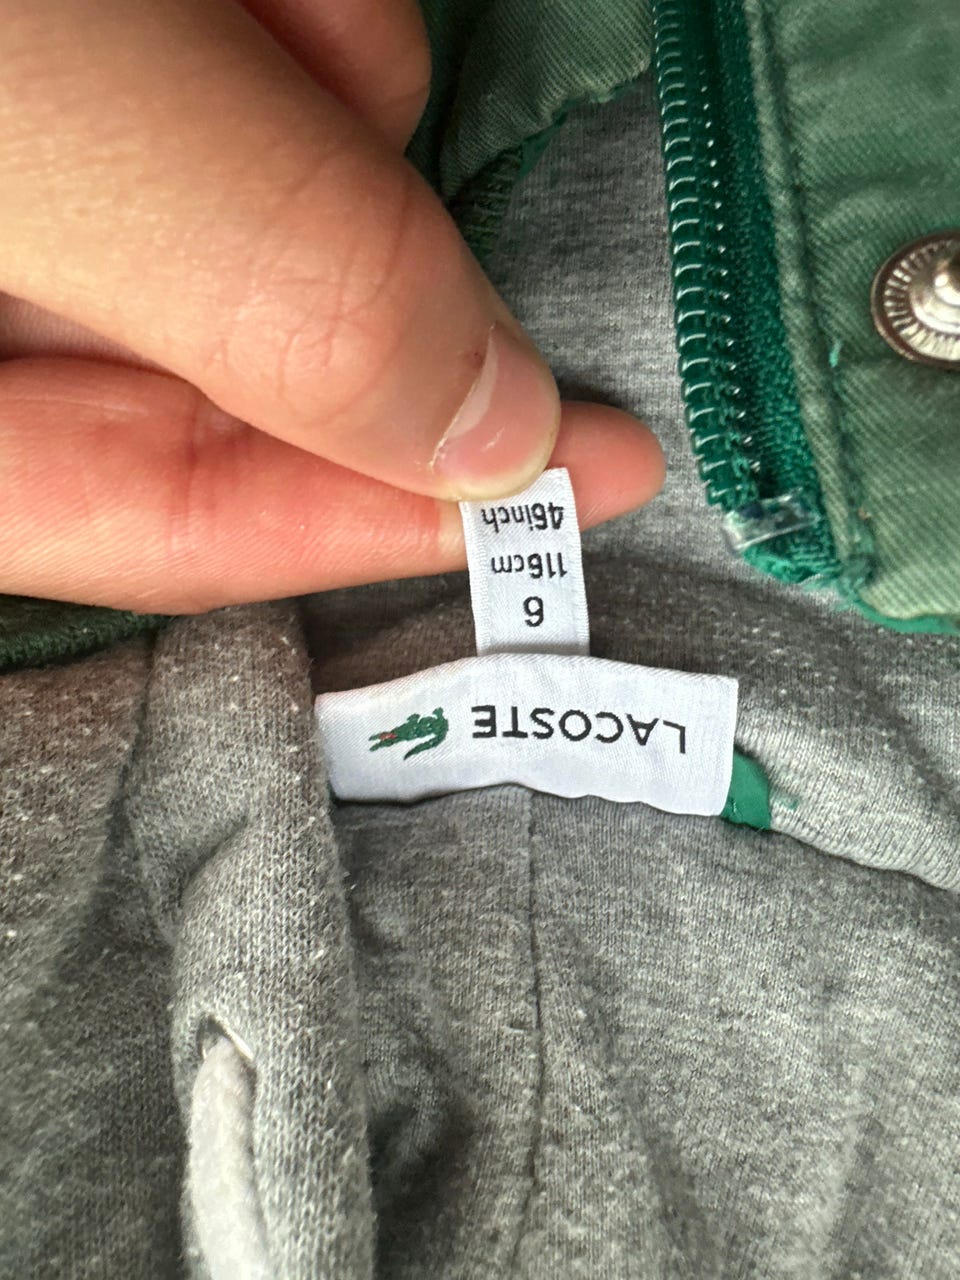 LACOSTE
6
116cm
46inch